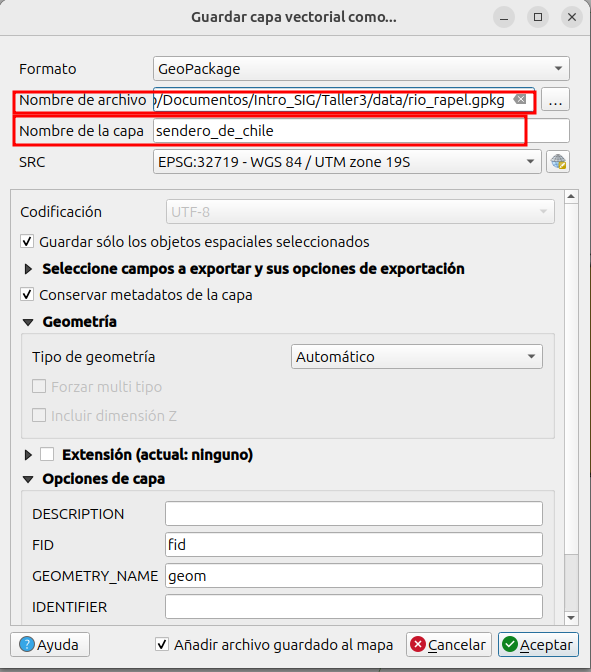 Guardar capa vectorial como...
Formato GeoPackage
Nombre de archivo /Documentos/Intro_SIG/Taller3/data/rio_rapel.gpkg ...
Nombre de la capa sendero_de_chile
SRC EPSG:32719 - WGS 84 / UTM zone 19S
Codificación UTF-8
Guardar sólo los objetos espaciales seleccionados
Seleccione campos a exportar y sus opciones de exportación
Conservar metadatos de la capa
Geometría
Tipo de geometría Automático
Forzar multi tipo
Incluir dimensión Z
Extensión (actual: ninguno)
Opciones de capa
DESCRIPTION
FID fid
GEOMETRY_NAME geom
IDENTIFIER
Ayuda Añadir archivo guardado al mapa Cancelar Aceptar